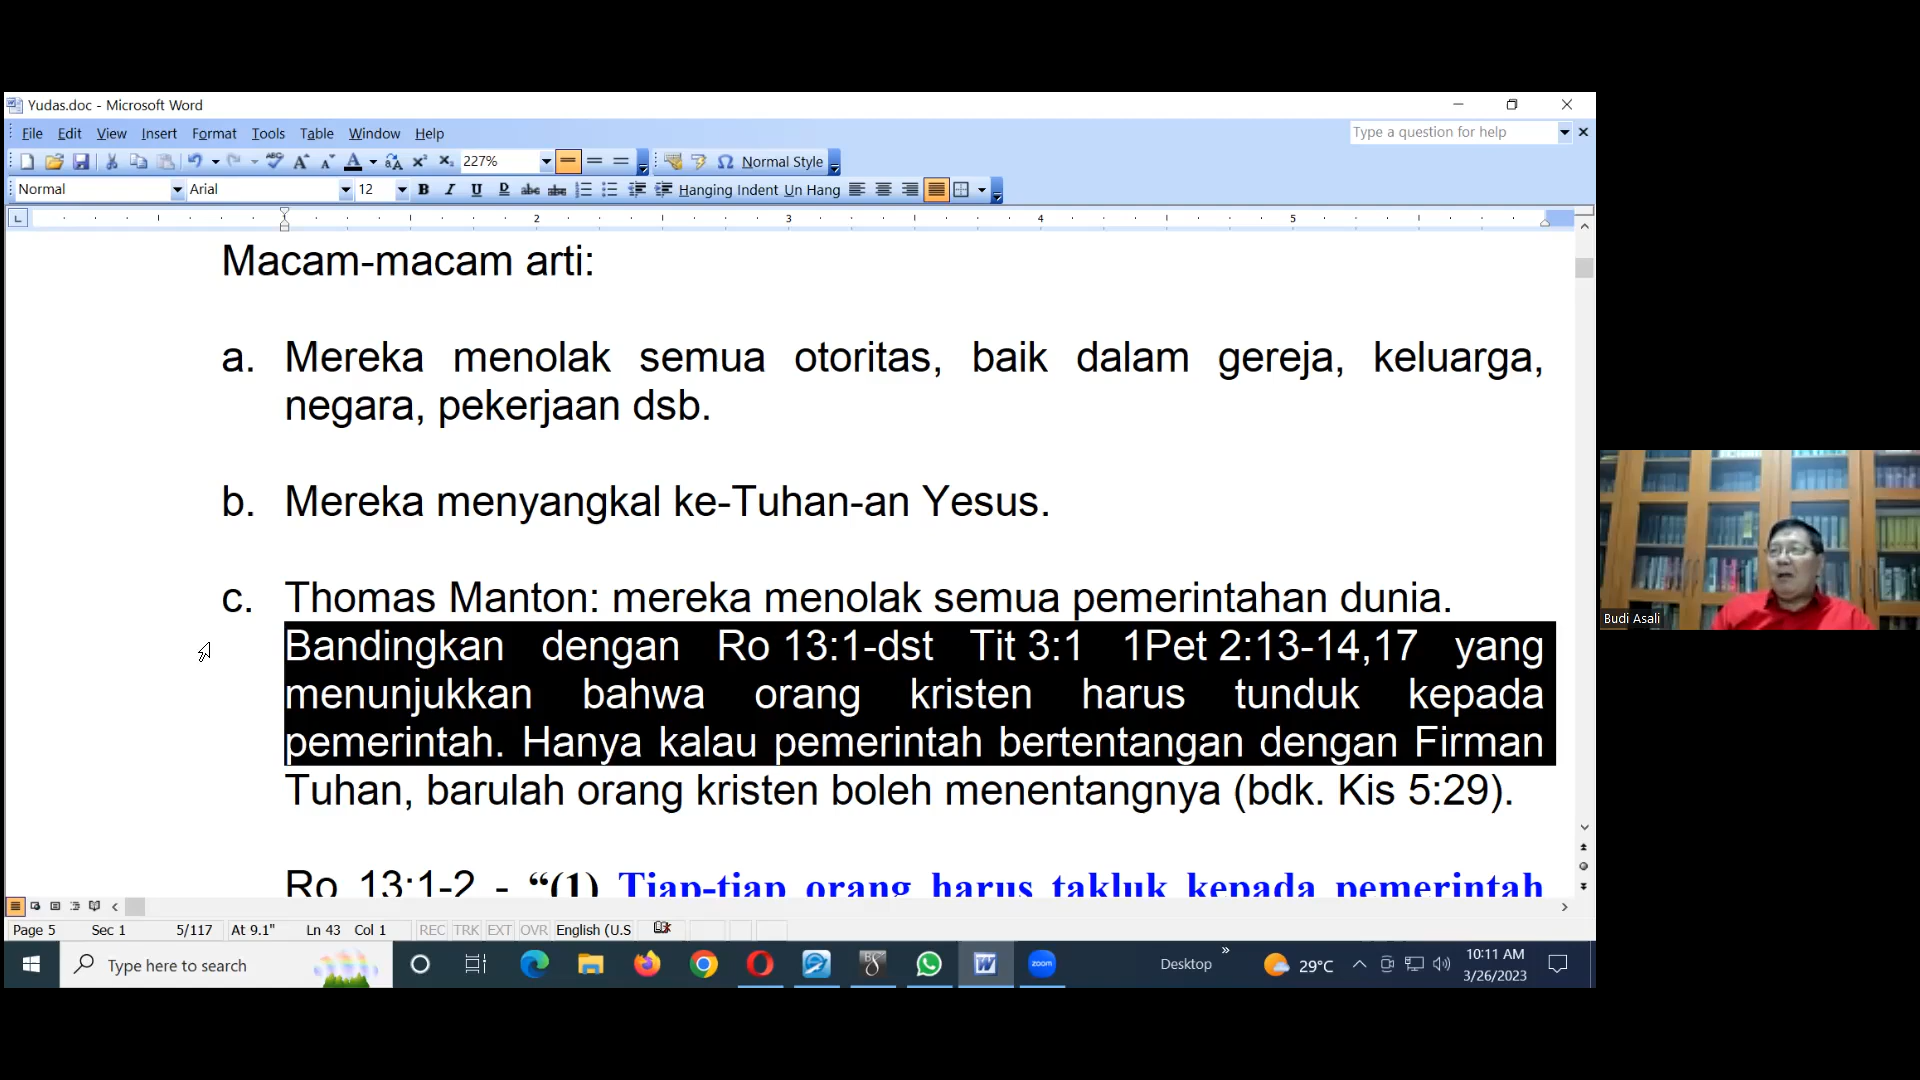 Yudas.doc - Microsoft Word
File Edit View Insert Format Tools Table Window Help
Type a question for help
227%
Normal Style
Normal Arial 12
Hanging Indent Un Hang
2 3 4 5
Macam-macam arti:
a. Mereka menolak semua otoritas, baik dalam gereja, keluarga,
negara, pekerjaan dsb.
b. Mereka menyangkal ke-Tuhan-an Yesus.
c. Thomas Manton: mereka menolak semua pemerintahan dunia.
Bandingkan dengan Ro 13:1-dst Tit 3:1 1Pet 2:13-14,17 yang
menunjukkan bahwa orang kristen harus tunduk kepada
pemerintah. Hanya kalau pemerintah bertentangan dengan Firman
Tuhan, barulah orang kristen boleh menentangnya (bdk. Kis 5:29).
Ro 13:1-2 - “(1) Tiap-tiap orang harus takluk kepada pemerintah
Budi Asali
Page 5 Sec 1 5/117 At 9.1" Ln 43 Col 1 REC TRK EXT OVR English (U.S
Type here to search
zoom
Desktop
29°C
10:11 AM
3/26/2023